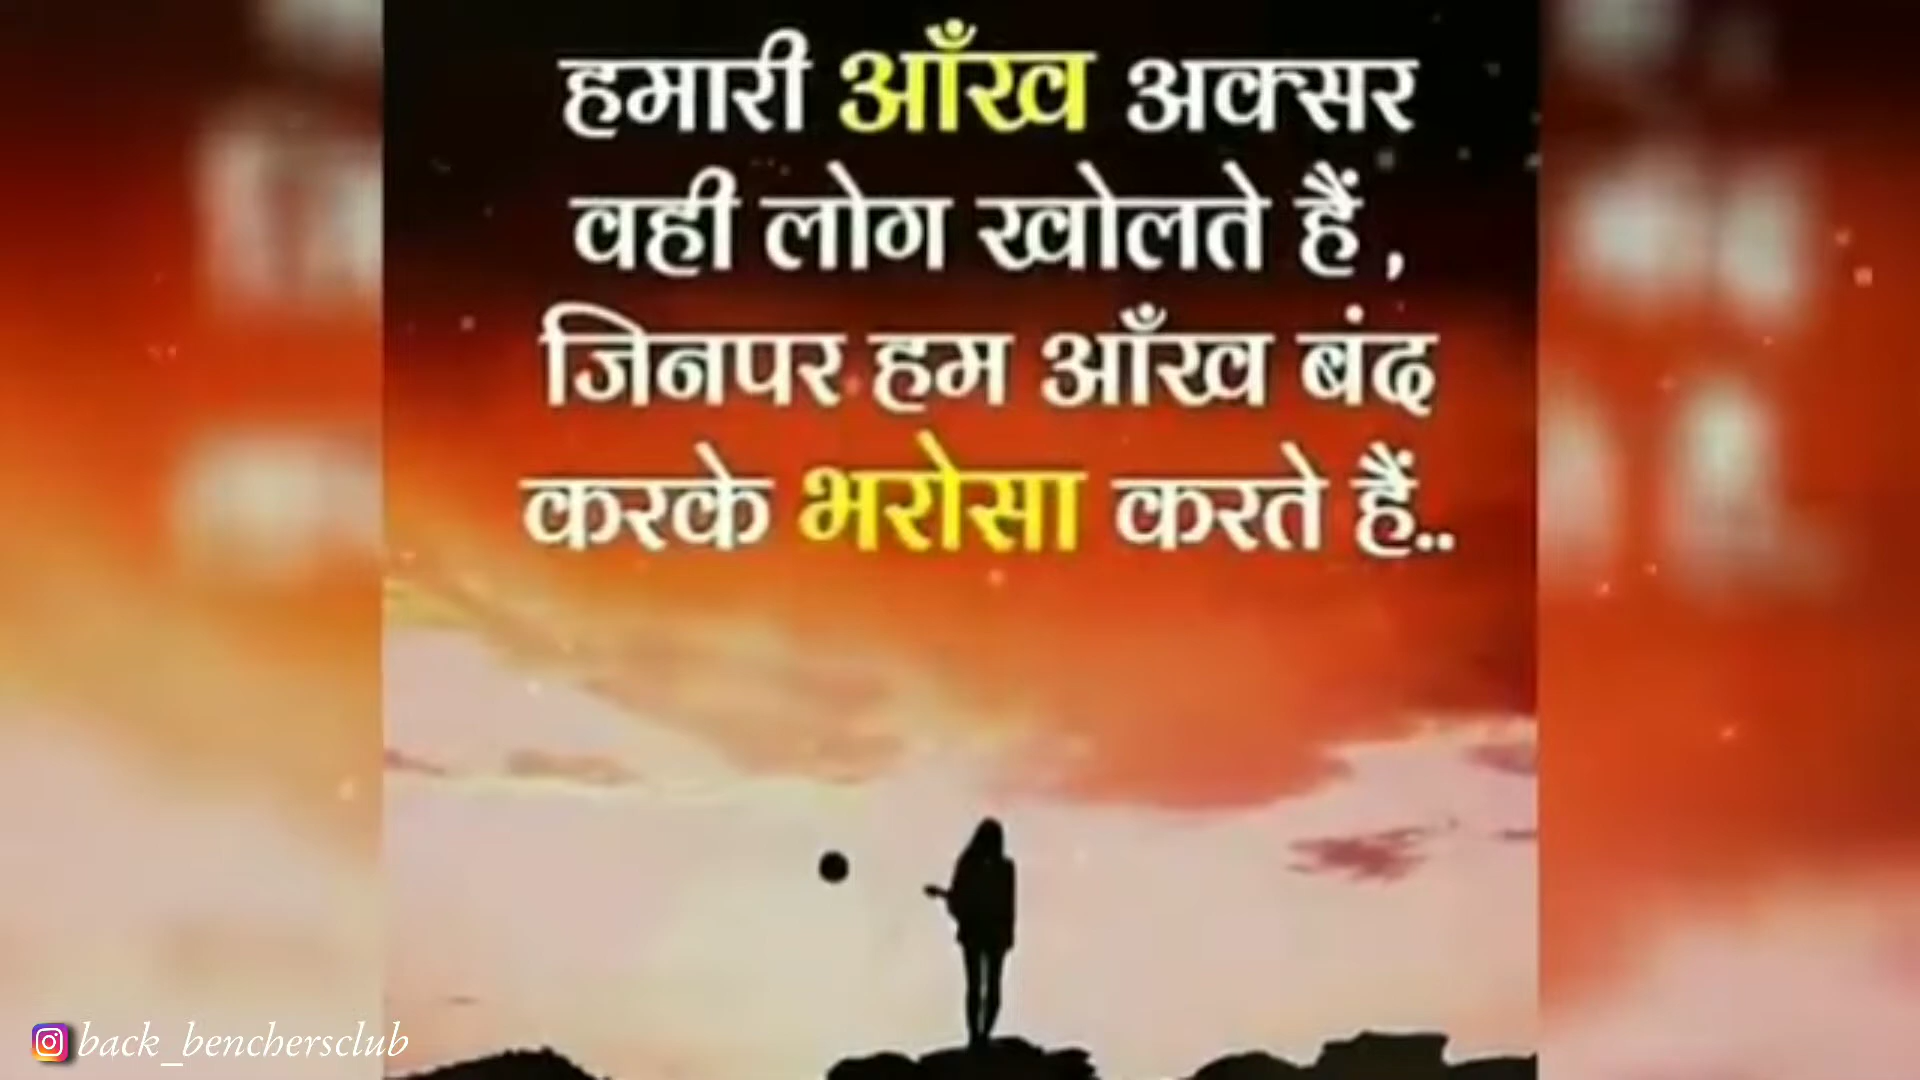 हमारी आँख अक्सर
वही लोग खोलते हैं ,
जिनपर हम आँख बंद
करके भरोसा करते हैं..
back_benchersclub